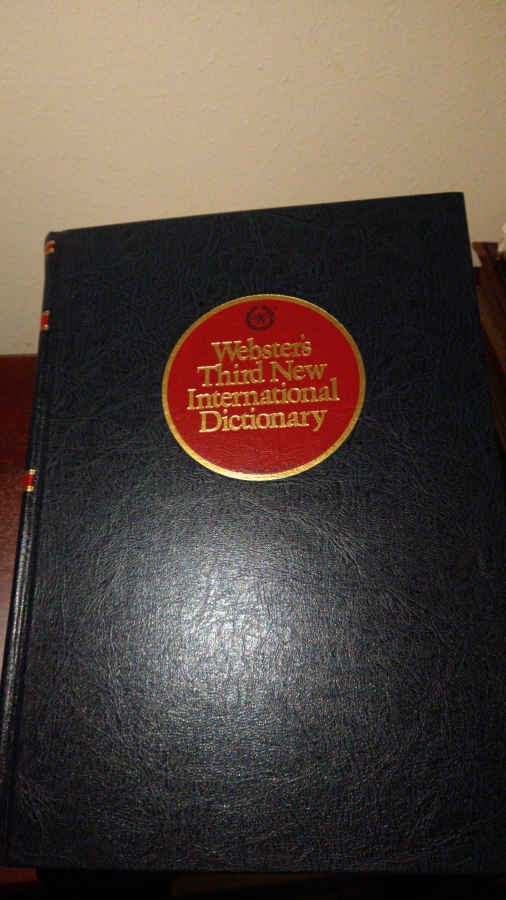 Webster's
Third New
International
Dictionary